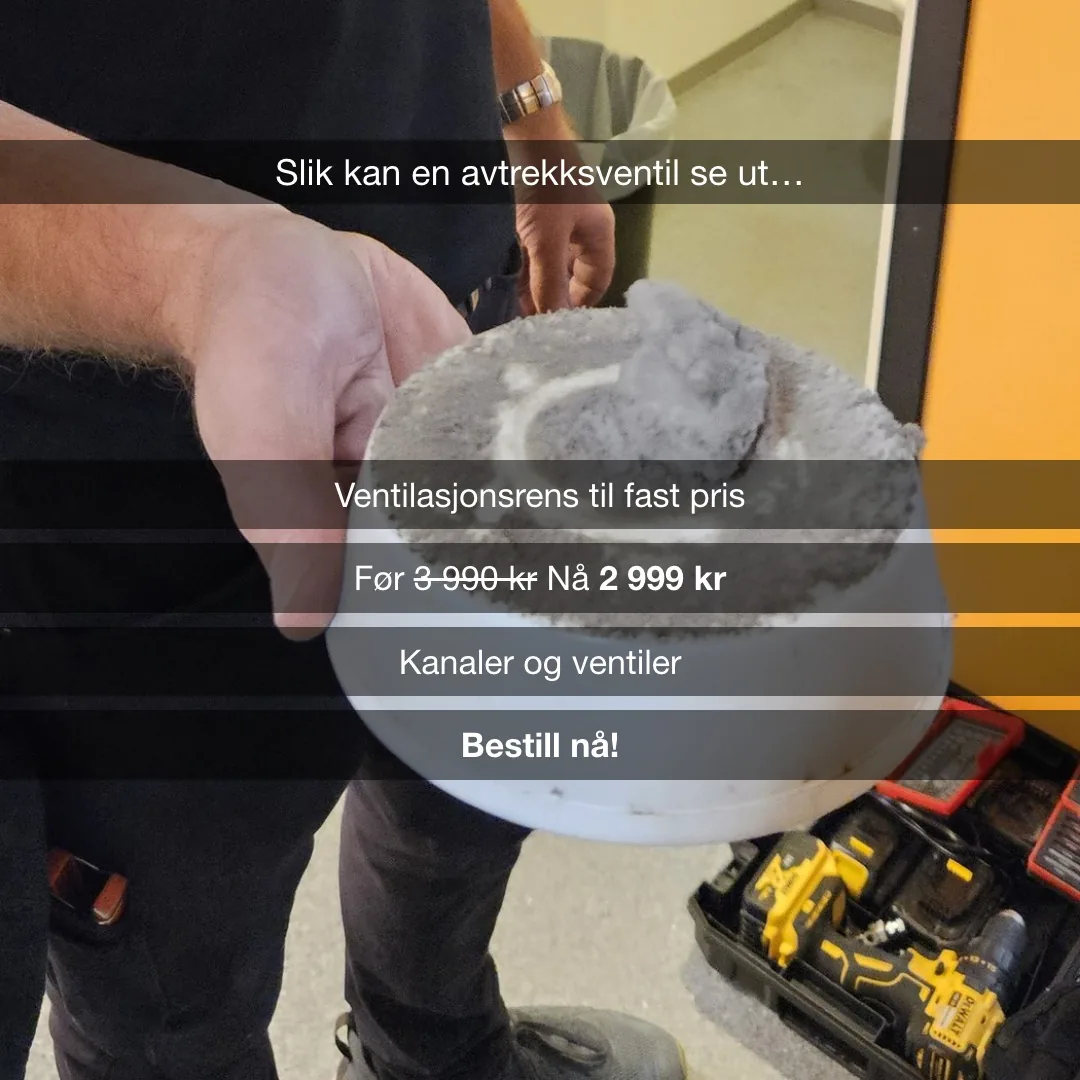 Slik kan en avtrekksventil se ut…
Ventilasjonsrens til fast pris
Før 3 990 kr Nå 2 999 kr
Kanaler og ventiler
Bestill nå!
DEWALT